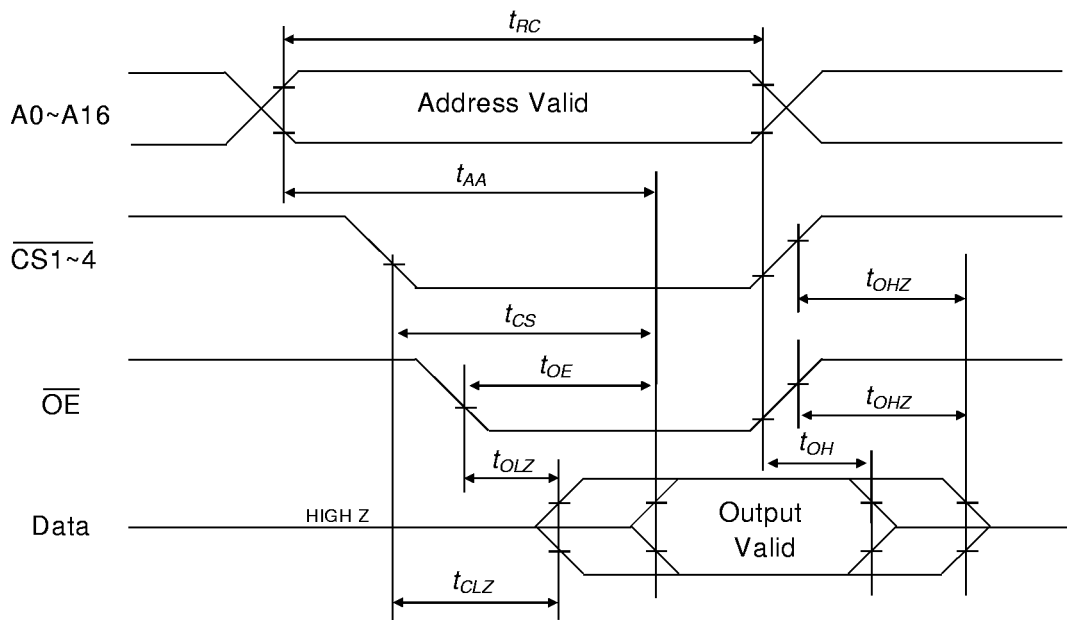 tRC
A0~A16
Address Valid
tAA
CS1~4
tOHZ
tCS
OE
tOE
tOHZ
tOH
tOLZ
Data
HIGH Z
Output
Valid
tCLZ